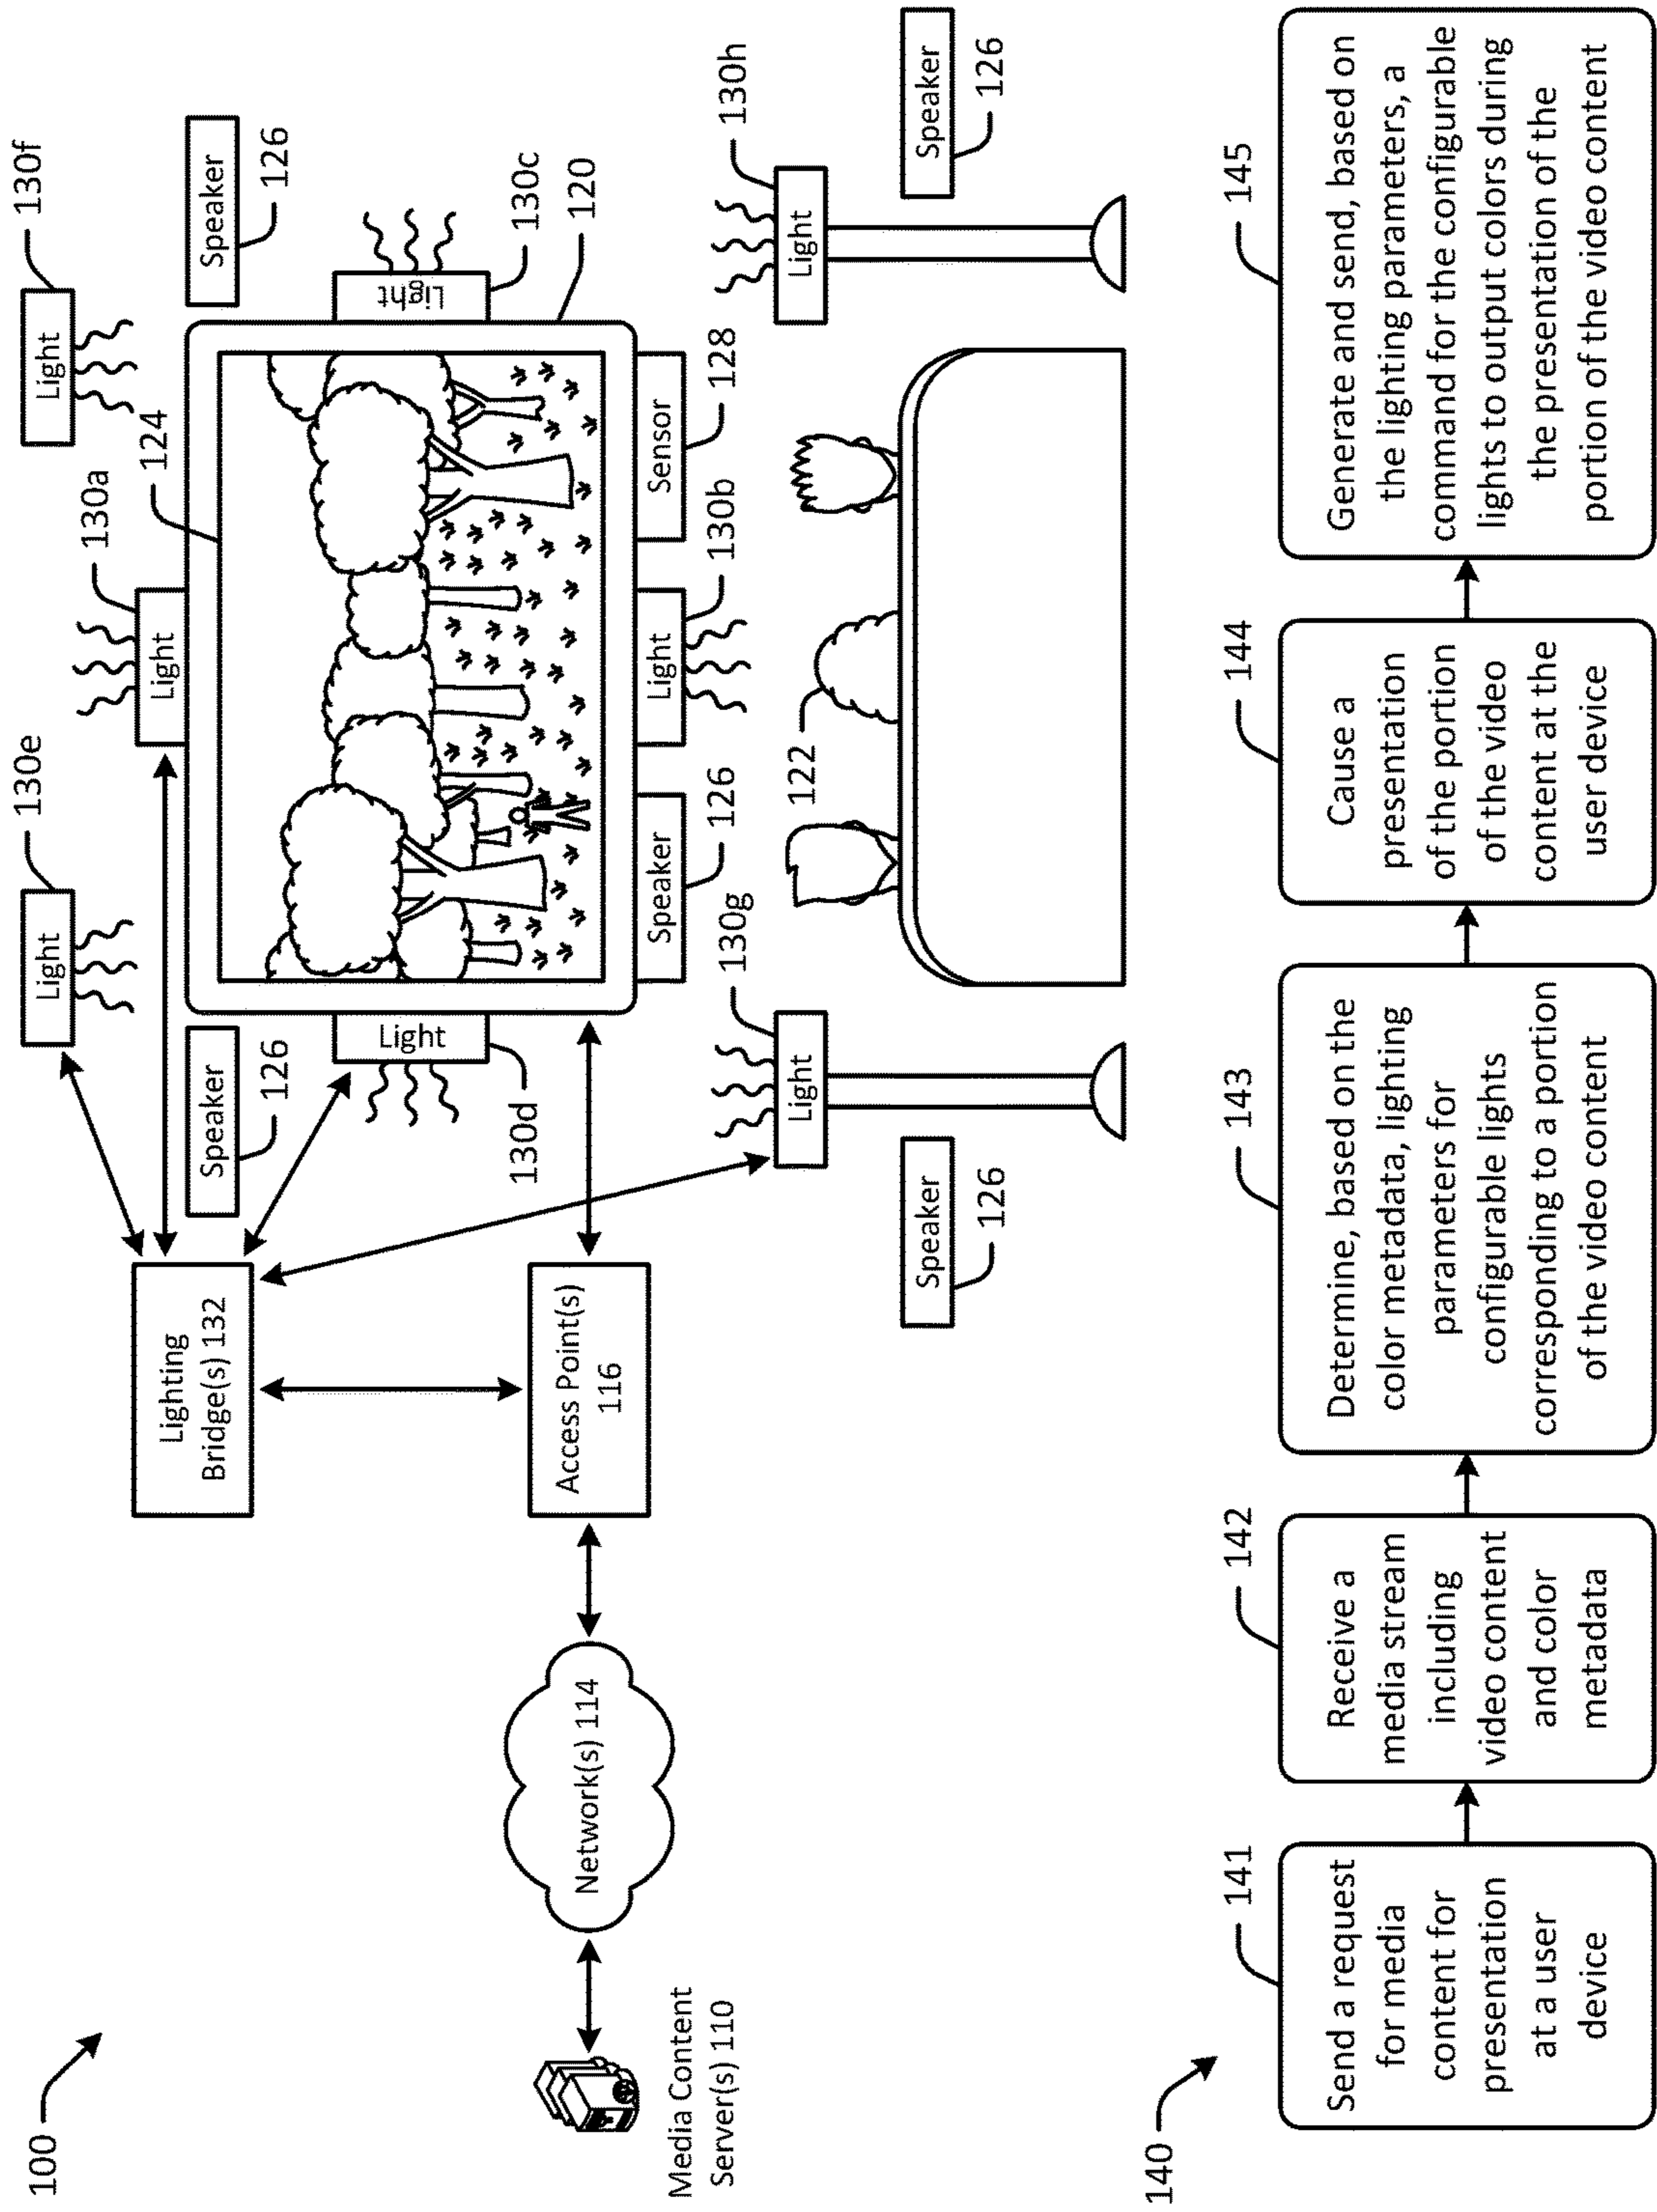 100
130e
130f
Light
Light
130a
124
Lighting
Bridge(s) 132
Speaker
126
Light
Speaker
126
Light
130d
Light
130c
120
Media Content
Server(s) 110
Network(s) 114
Access Point(s)
116
Speaker
126
Light
130b
Sensor
128
130g
Light
122
130h
Light
Speaker
126
Speaker
126
140
141
Send a request
for media
content for
presentation
at a user
device
142
Receive a
media stream
including
video content
and color
metadata
143
Determine, based on the
color metadata, lighting
parameters for
configurable lights
corresponding to a portion
of the video content
144
Cause a
presentation
of the portion
of the video
content at the
user device
145
Generate and send, based on
the lighting parameters, a
command for the configurable
lights to output colors during
the presentation of the
portion of the video content